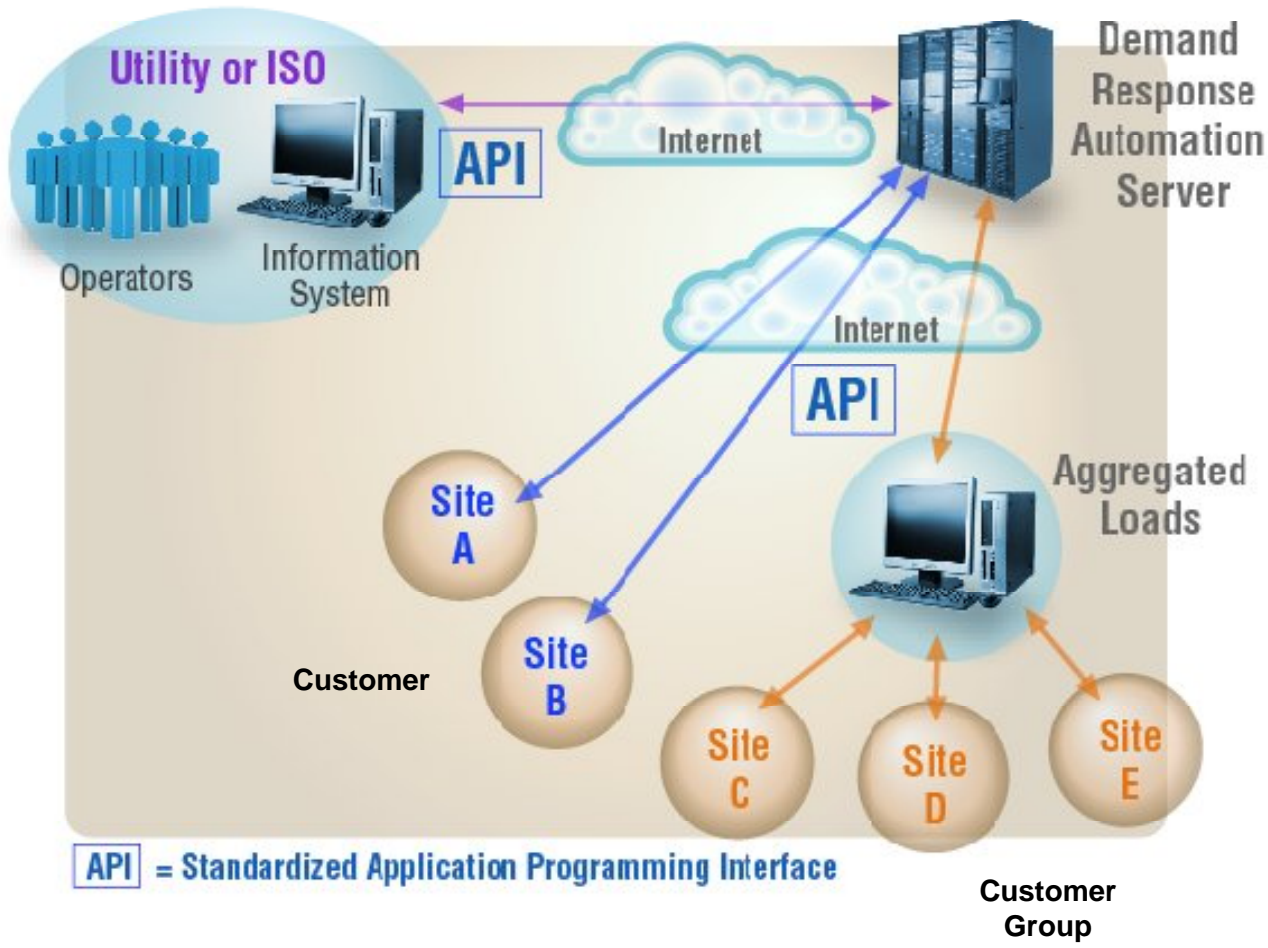 Utility or ISO
Operators
Information
System
API
Internet
Demand
Response
Automation
Server
Internet
API
Aggregated
Loads
Site
A
Site
B
Customer
Site
C
Site
D
Site
E
API = Standardized Application Programming Interface
Customer
Group